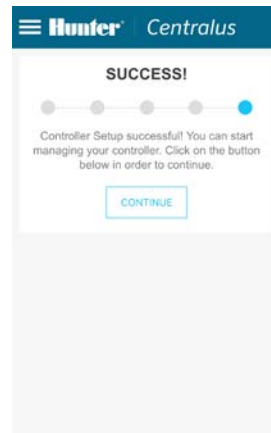 Hunter® Centralus
SUCCESS!
Controller Setup successful! You can start
managing your controller. Click on the button
below in order to continue.
CONTINUE